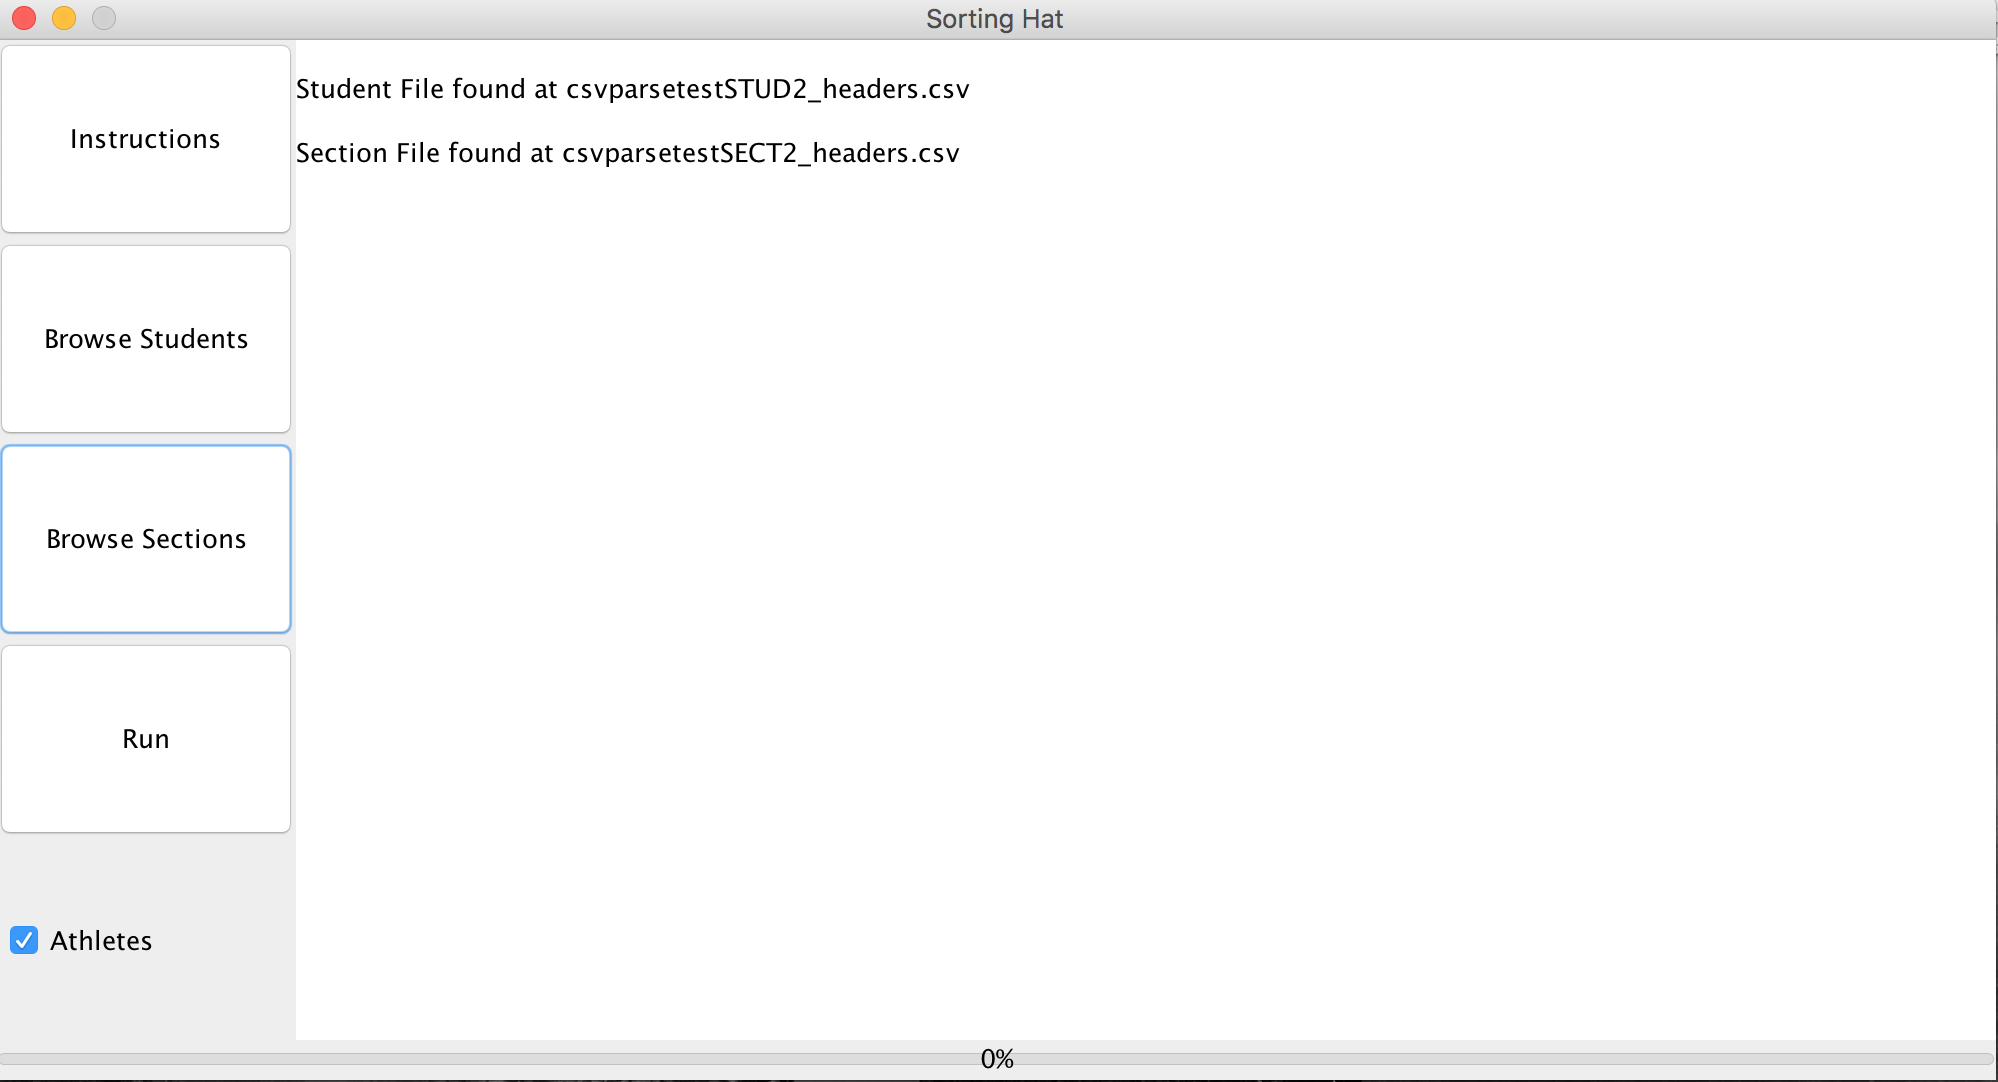 Sorting Hat
Instructions
Student File found at csvparsetestSTUD2_headers.csv
Section File found at csvparsetestSECT2_headers.csv
Browse Students
Browse Sections
Run
Athletes
0%